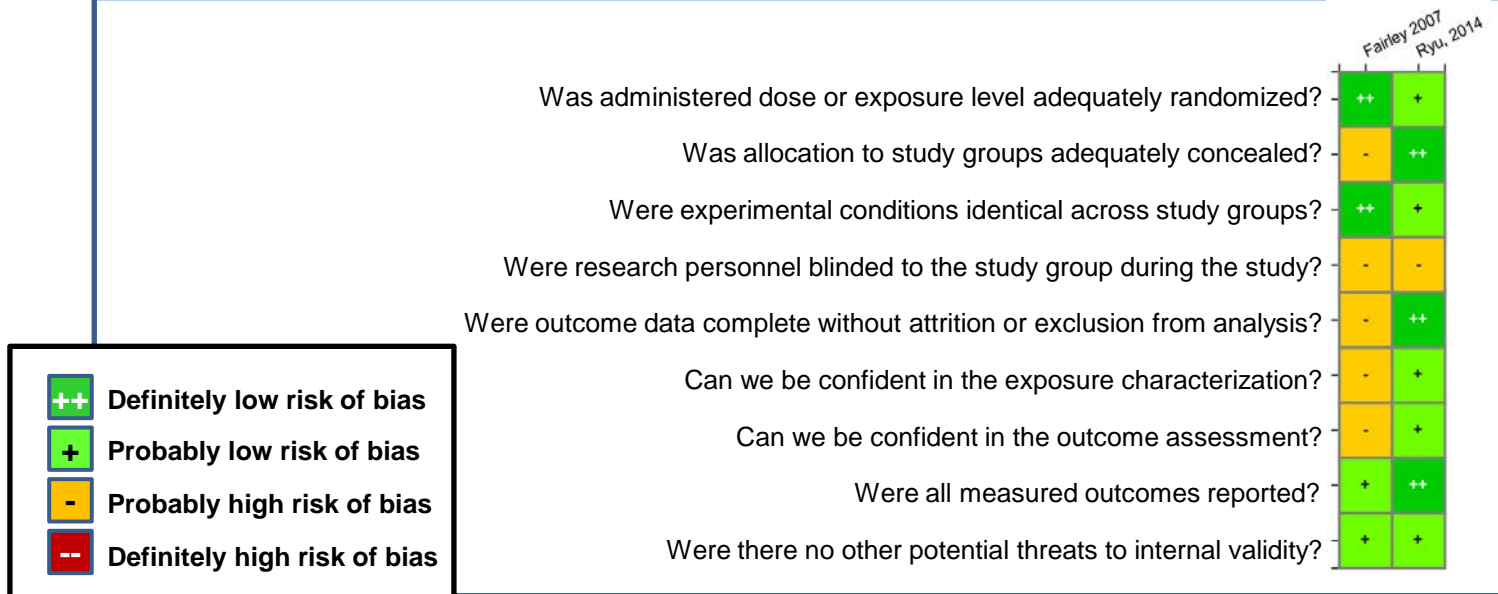 Fairley 2007
Ryu, 2014
Was administered dose or exposure level adequately randomized? ++ +
Was allocation to study groups adequately concealed? - ++
Were experimental conditions identical across study groups? ++ +
Were research personnel blinded to the study group during the study? - -
Were outcome data complete without attrition or exclusion from analysis? - ++
Can we be confident in the exposure characterization? - +
Can we be confident in the outcome assessment? - +
Were all measured outcomes reported? + ++
Were there no other potential threats to internal validity? + +
++ Definitely low risk of bias
+ Probably low risk of bias
- Probably high risk of bias
-- Definitely high risk of bias